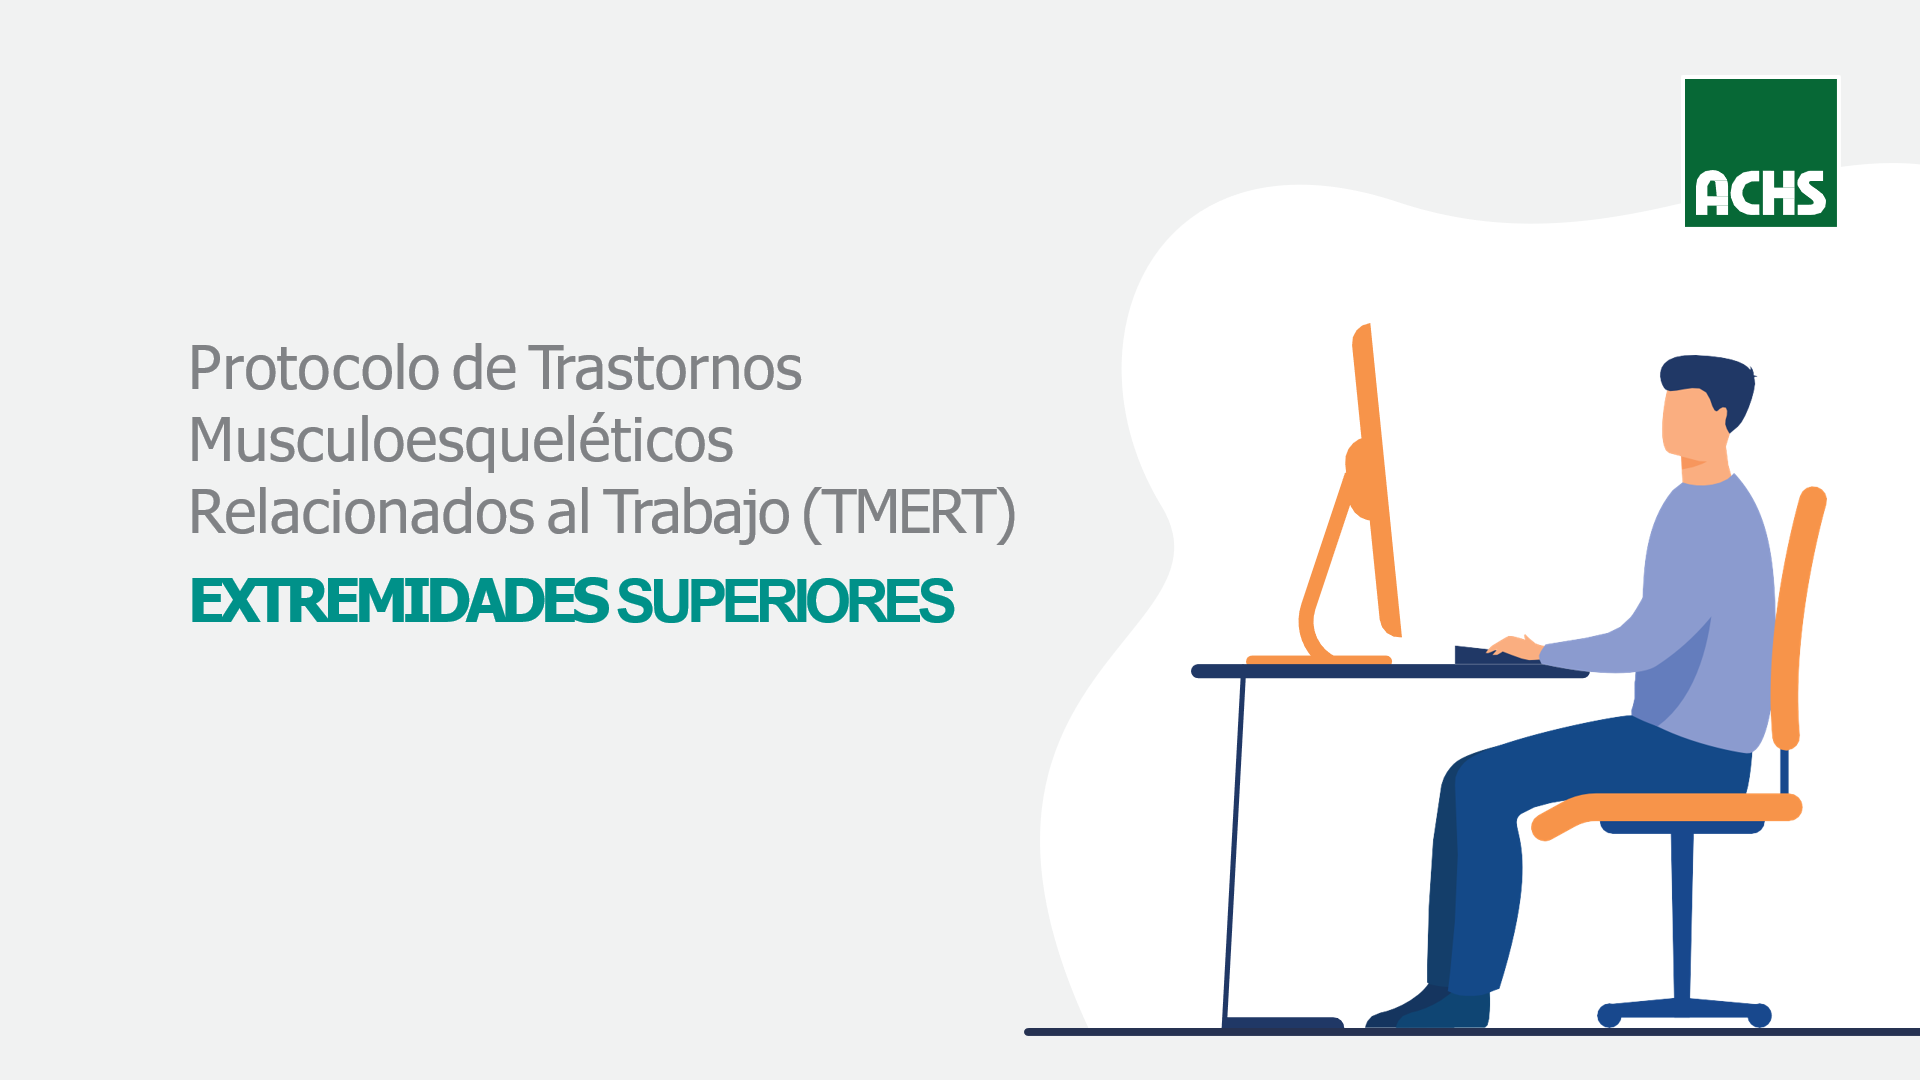 ACHS
Protocolo de Trastornos
Musculoesqueléticos
Relacionados al Trabajo (TMERT)
EXTREMIDADES SUPERIORES